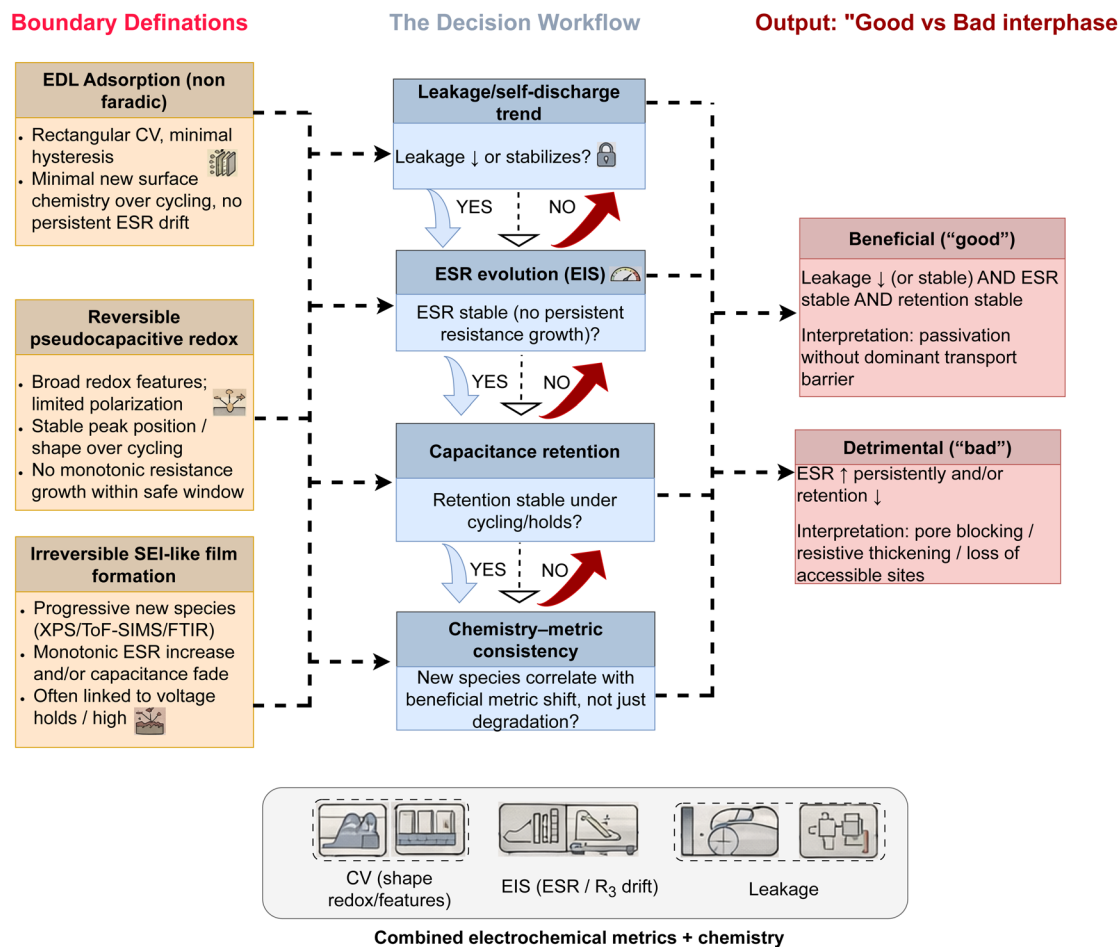 Boundary Definations
The Decision Workflow
Output: "Good vs Bad interphase
EDL Adsorption (non
faradic)
• Rectangular CV, minimal
hysteresis
• Minimal new surface
chemistry over cycling, no
persistent ESR drift
Reversible
pseudocapacitive redox
• Broad redox features;
limited polarization
• Stable peak position /
shape over cycling
• No monotonic resistance
growth within safe window
Irreversible SEI-like film
formation
• Progressive new species
(XPS/ToF-SIMS/FTIR)
• Monotonic ESR increase
and/or capacitance fade
• Often linked to voltage
holds / high
Leakage/self-discharge
trend
Leakage ↓ or stabilizes?
YES
NO
ESR evolution (EIS)
ESR stable (no persistent
resistance growth)?
YES
NO
Capacitance retention
Retention stable under
cycling/holds?
YES
NO
Chemistry–metric
consistency
New species correlate with
beneficial metric shift, not just
degradation?
Beneficial (“good”)
Leakage ↓ (or stable) AND ESR
stable AND retention stable
Interpretation: passivation
without dominant transport
barrier
Detrimental (“bad”)
ESR ↑ persistently and/or
retention ↓
Interpretation: pore blocking /
resistive thickening / loss of
accessible sites
CV (shape
redox/features)
EIS (ESR / R₃ drift)
Leakage
Combined electrochemical metrics + chemistry